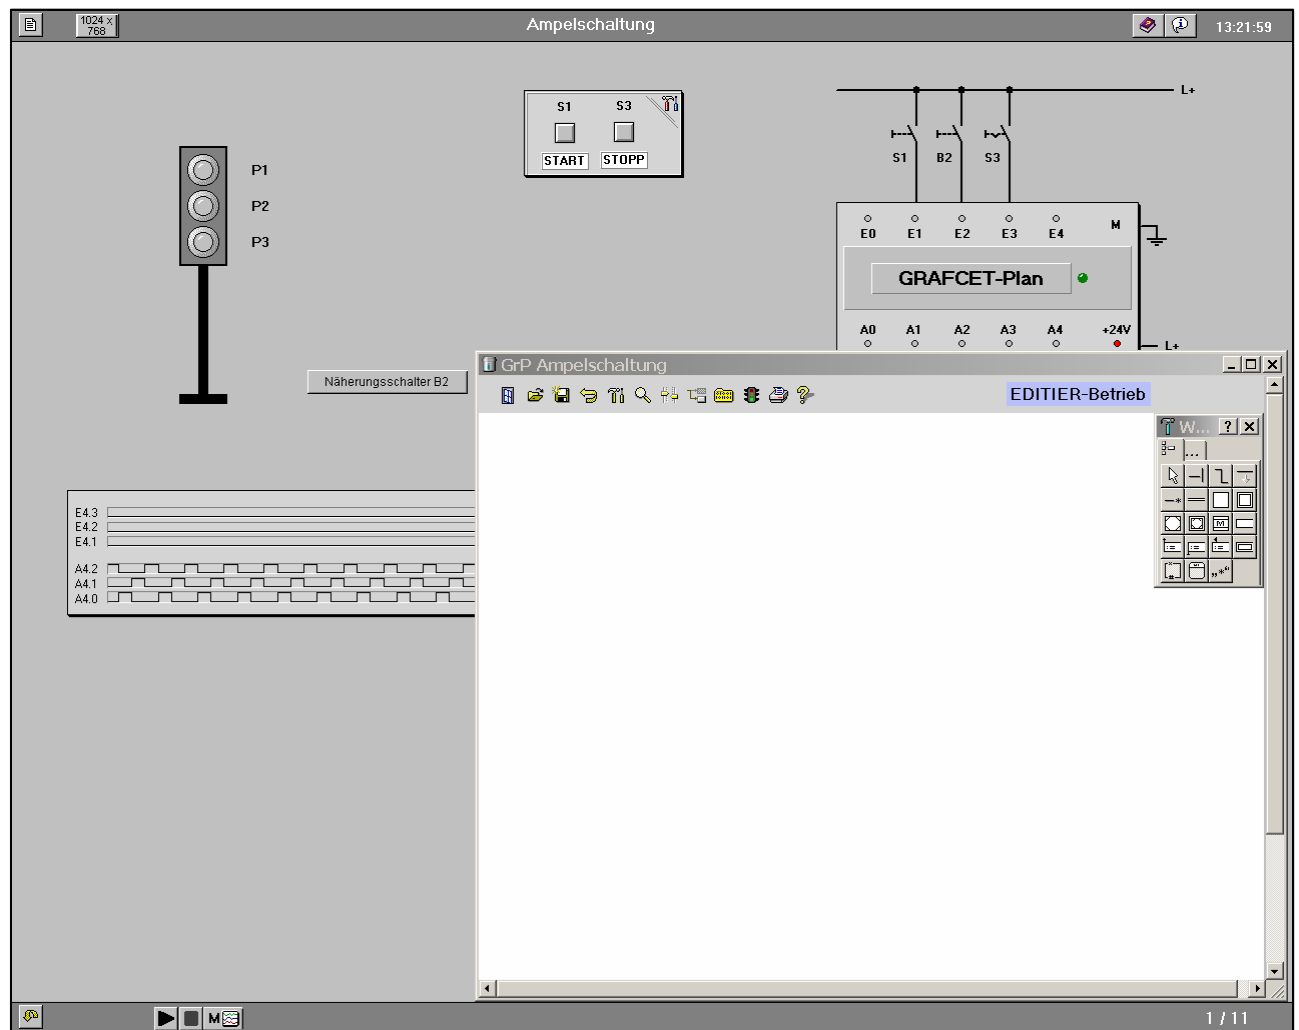 1024 x
768
Ampelschaltung
13:21:59
S1 S3
START STOPP
P1
P2
P3
L+
S1 B2 S3
E0 E1 E2 E3 E4 M
GRAFCET-Plan
A0 A1 A2 A3 A4 +24V
L+
Näherungsschalter B2
GrP Ampelschaltung
EDITIER-Betrieb
W... ?
...
M
„*“
E4.3
E4.2
E4.1
A4.2
A4.1
A4.0
M
1 / 11